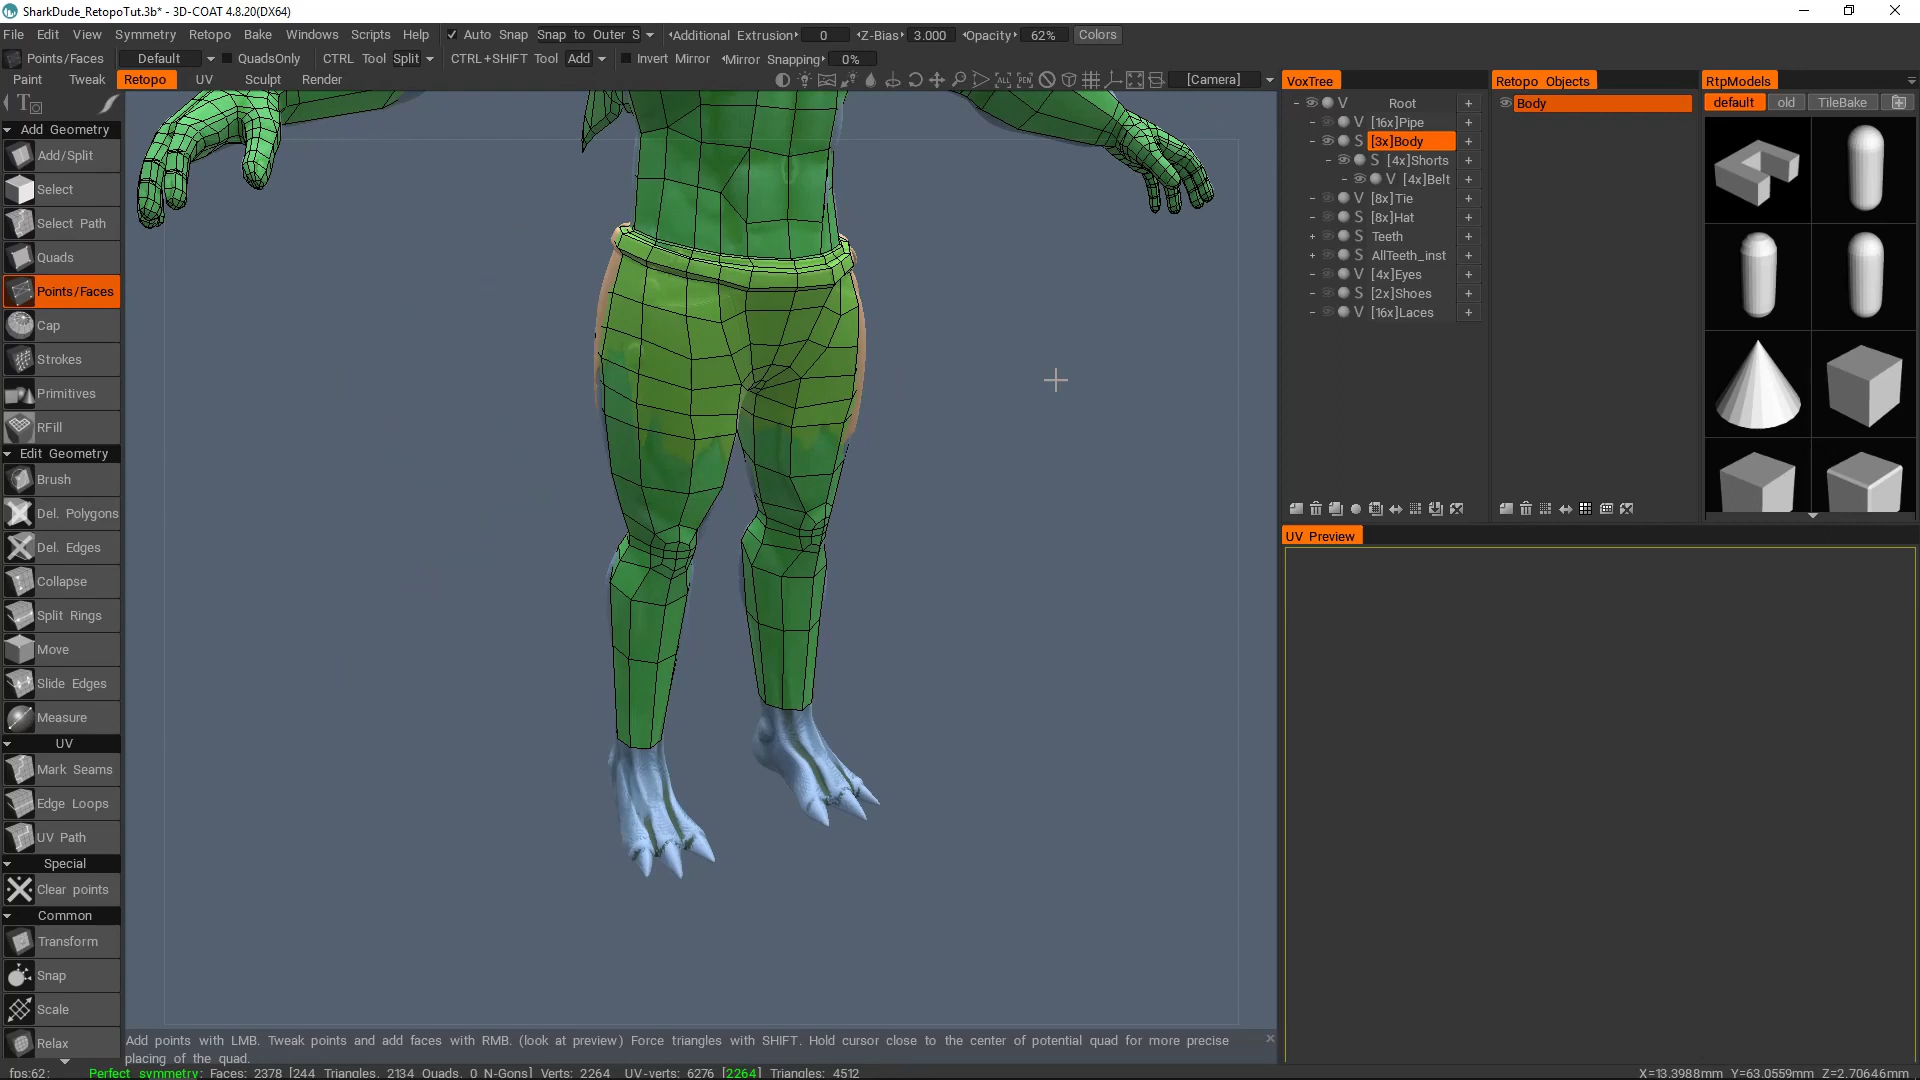 SharkDude_RetopoTut.3b* - 3D-COAT 4.8.20(DX64)
File Edit View Symmetry Retopo Bake Windows Scripts Help Auto Snap Snap to Outer S Additional Extrusion 0 Z-Bias 3.000 Opacity 62% Colors
Points/Faces Default QuadsOnly CTRL Tool Split CTRL+SHIFT Tool Add Invert Mirror Mirror Snapping 0%
Paint Tweak Retopo UV Sculpt Render [Camera]
Add Geometry
Add/Split
Select
Select Path
Quads
Points/Faces
Cap
Strokes
Primitives
RFill
Edit Geometry
Brush
Del. Polygons
Del. Edges
Collapse
Split Rings
Move
Slide Edges
Measure
UV
Mark Seams
Edge Loops
UV Path
Special
Clear points
Common
Transform
Snap
Scale
Relax
VoxTree
V Root +
V [16x]Pipe +
S [3x]Body +
S [4x]Shorts +
V [4x]Belt +
V [8x]Tie +
S [8x]Hat +
S Teeth +
S AllTeeth_inst +
V [4x]Eyes +
S [2x]Shoes +
V [16x]Laces +
Retopo Objects
Body
RtpModels
default old TileBake
UV Preview
Add points with LMB. Tweak points and add faces with RMB. (look at preview) Force triangles with SHIFT. Hold cursor close to the center of potential quad for more precise
placing of the quad.
fps:62: Perfect symmetry: Faces: 2378 [244 Triangles, 2134 Quads, 0 N-Gons] Verts: 2264 UV-verts: 6276 [2264] Triangles: 4512 X=13.3988mm Y=63.0559mm Z=2.70646mm